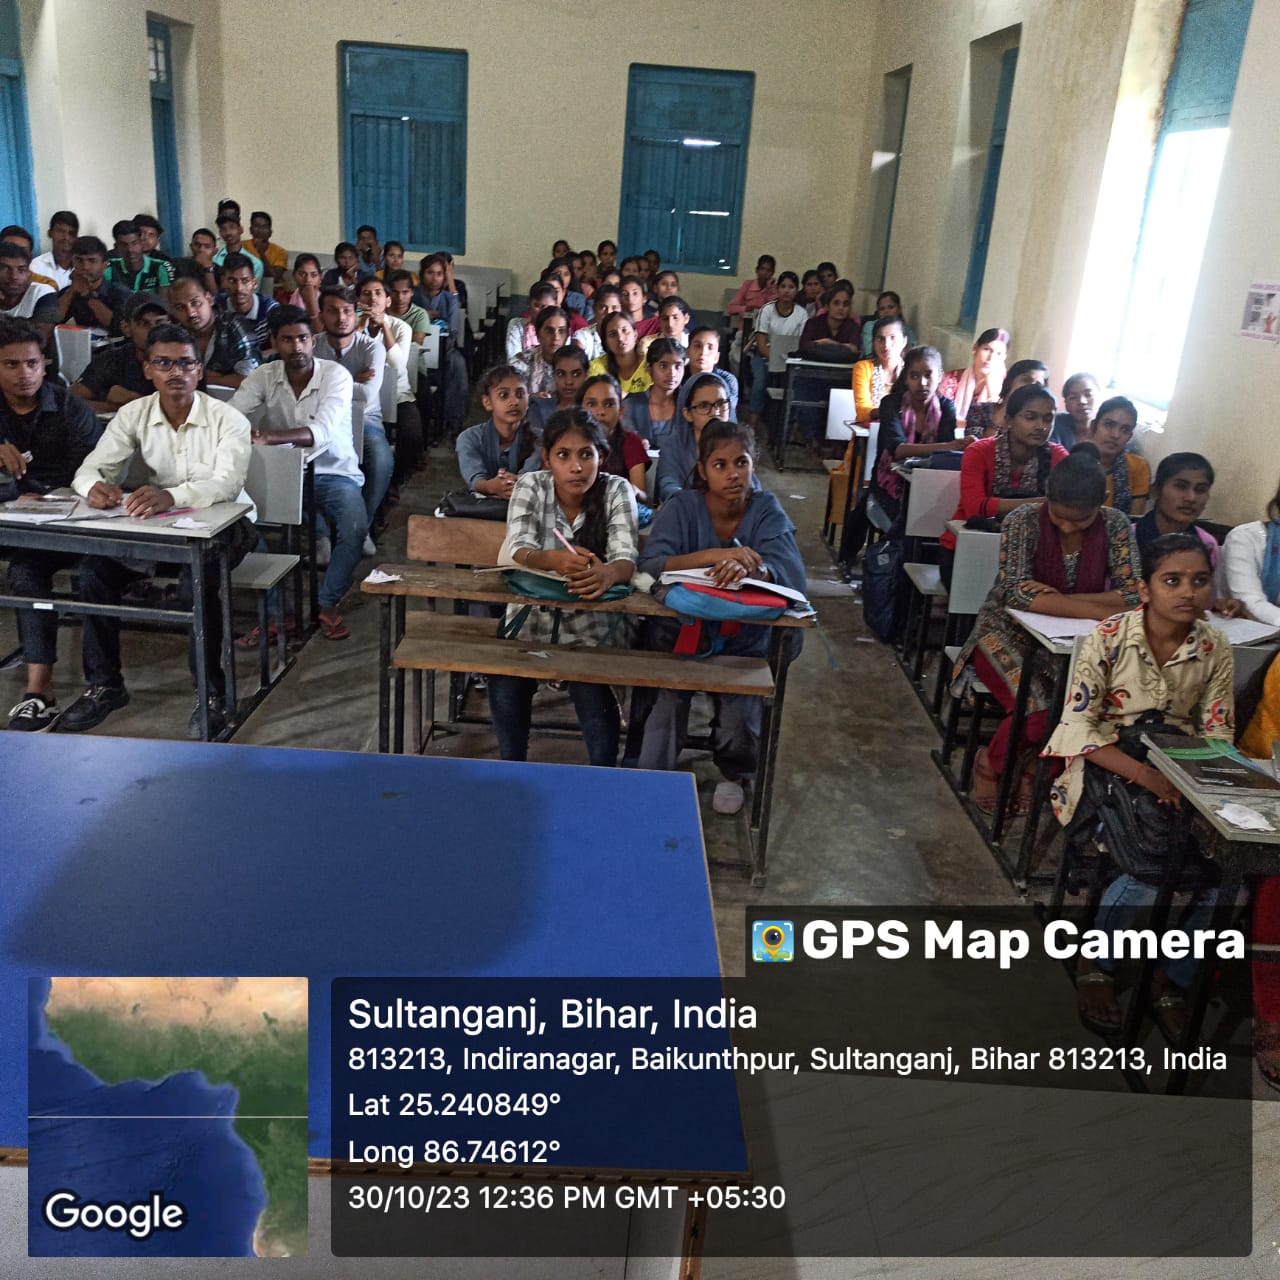 GPS Map Camera
Sultanganj, Bihar, India
813213, Indiranagar, Baikunthpur, Sultanganj, Bihar 813213, India
Lat 25.240849°
Long 86.74612°
30/10/23 12:36 PM GMT +05:30
Google